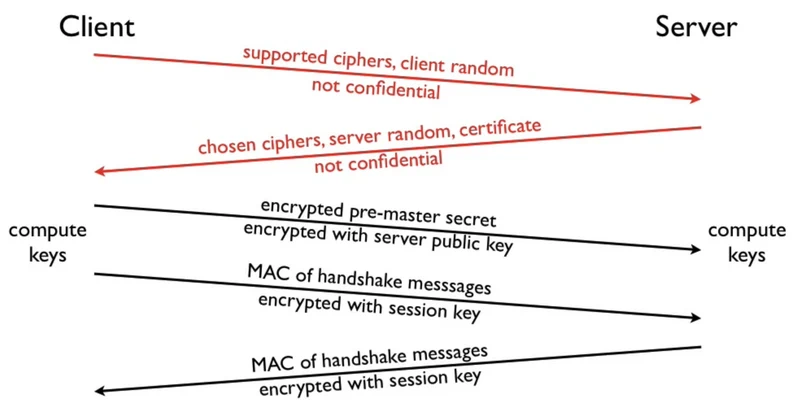 Client
Server
supported ciphers, client random
not confidential
chosen ciphers, server random, certificate
not confidential
encrypted pre-master secret
encrypted with server public key
compute
keys
compute
keys
MAC of handshake messsages
encrypted with session key
MAC of handshake messages
encrypted with session key